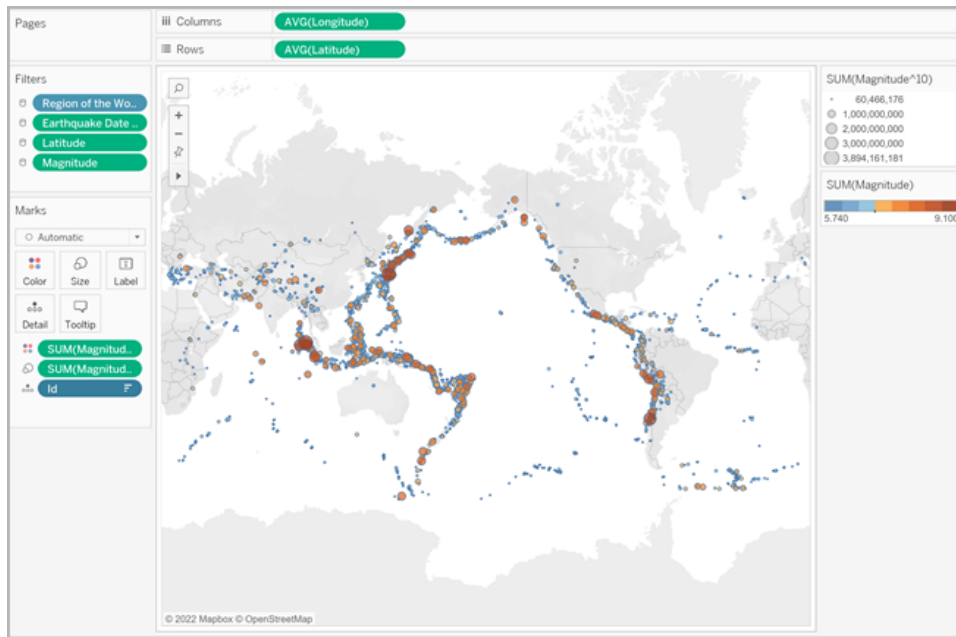 Pages
Columns
AVG(Longitude)
Rows
AVG(Latitude)
Filters
Region of the Wo..
Earthquake Date ..
Latitude
Magnitude
Marks
Automatic
Color
Size
Label
Detail
Tooltip
SUM(Magnitud..
SUM(Magnitud..
Id
© 2022 Mapbox © OpenStreetMap
SUM(Magnitude^10)
60,466,176
1,000,000,000
2,000,000,000
3,000,000,000
3,894,161,181
SUM(Magnitude)
5.740 9.100